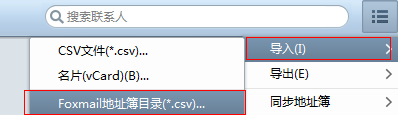 搜索联系人
CSV文件(*.csv)...
名片(vCard)(B)...
Foxmail地址簿目录(*.csv)...
导入(I)
导出(E)
同步地址簿